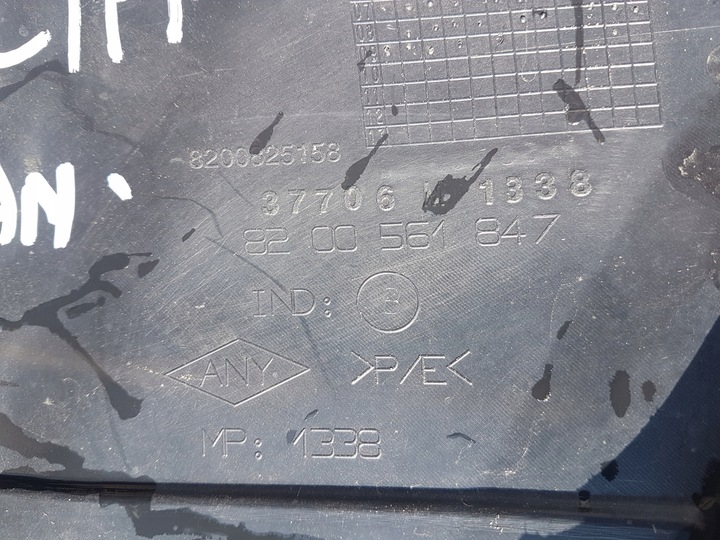 8200825158
37706 1338
82 00 561 847
IND: B
ANY >P/E<
MP: 1338